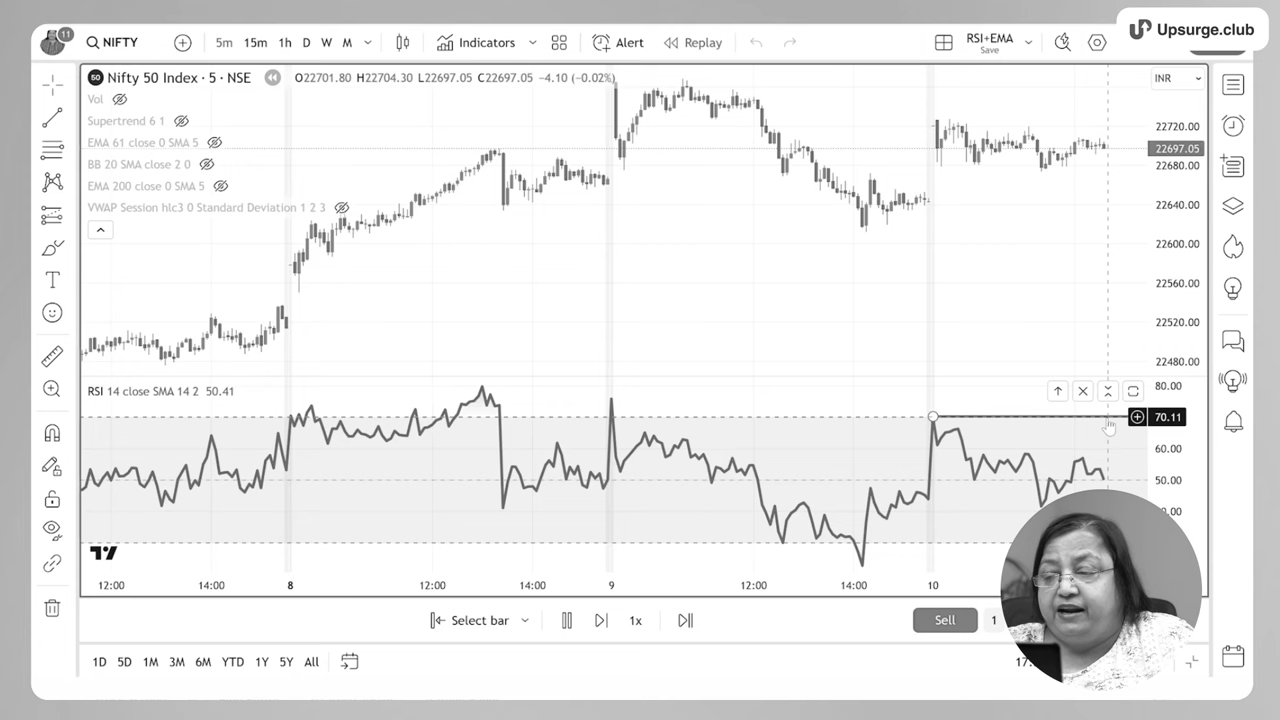 Upsurge.club
11
NIFTY
5m 15m 1h D W M
Indicators
Alert
Replay
RSI+EMA
Save
50 Nifty 50 Index · 5 · NSE
O22701.80 H22704.30 L22697.05 C22697.05 −4.10 (−0.02%)
INR
Vol
Supertrend 6 1
EMA 61 close 0 SMA 5
BB 20 SMA close 2 0
EMA 200 close 0 SMA 5
VWAP Session hlc3 0 Standard Deviation 1 2 3
22720.00
22697.05
22680.00
22640.00
22600.00
22560.00
22520.00
22480.00
RSI 14 close SMA 14 2 50.41
80.00
70.11
60.00
50.00
12:00 14:00 8 12:00 14:00 9 12:00 14:00 10
Select bar
1x
Sell
1
1D 5D 1M 3M 6M YTD 1Y 5Y All